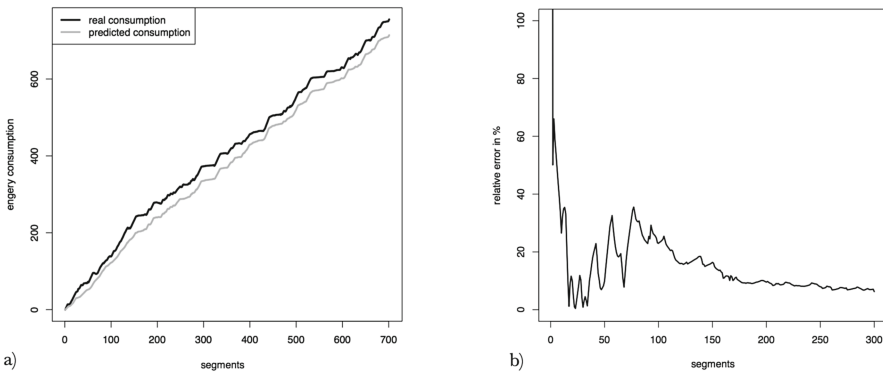 real consumption
predicted consumption
engery consumption
0
200
400
600
0 100 200 300 400 500 600 700
segments
a)
relative error in %
0
20
40
60
80
100
0 50 100 150 200 250 300
segments
b)